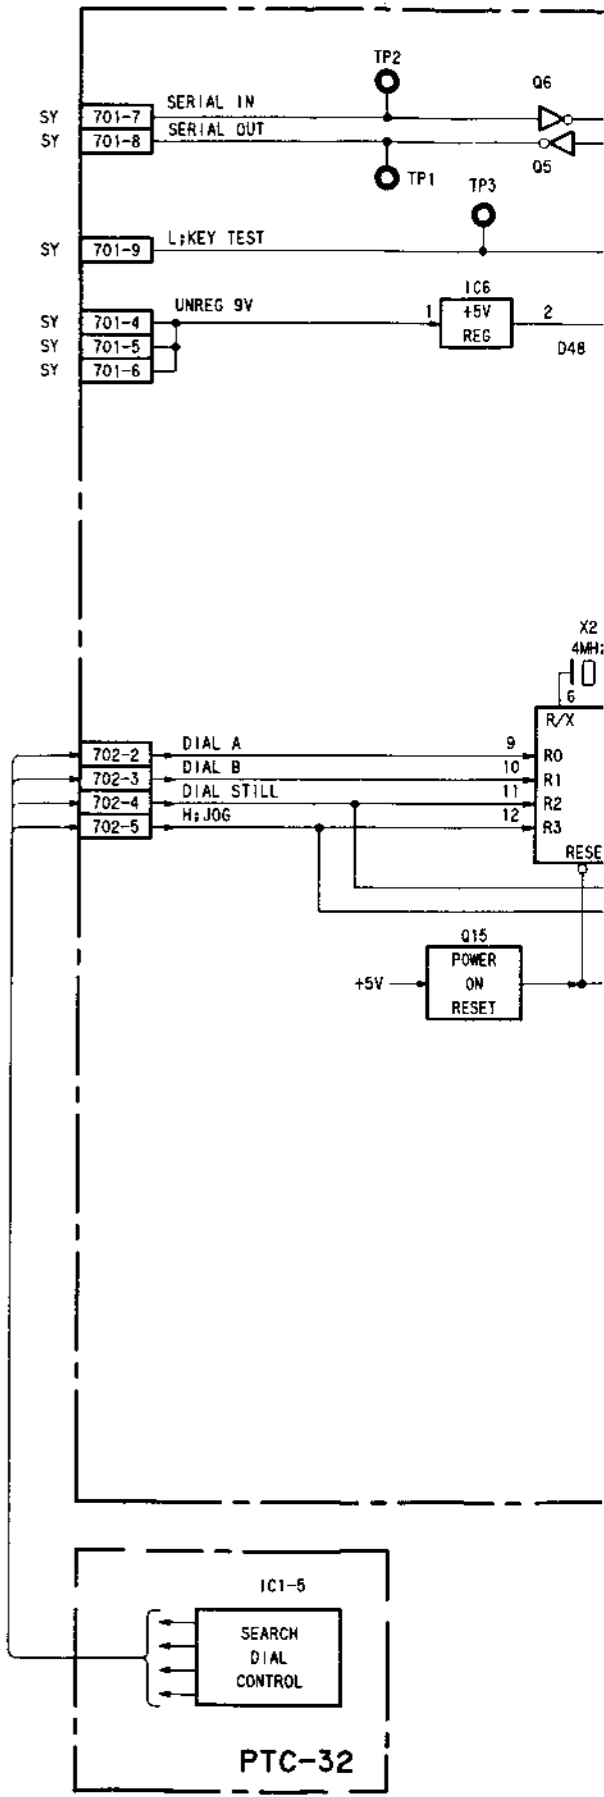 TP2
Q6
SY 701-7 SERIAL IN
SY 701-8 SERIAL OUT
TP1
Q5
TP3
SY 701-9 L;KEY TEST
IC6
UNREG 9V
SY 701-4 1 +5V REG 2
SY 701-5
D48
SY 701-6
X2
6
R/X
702-2 DIAL A 9 R0
702-3 DIAL B 10 R1
702-4 DIAL STILL 11 R2
702-5 H;JOG 12 R3
Q15
+5V
POWER
ON
RESET
IC1-5
SEARCH
DIAL
CONTROL
PTC-32